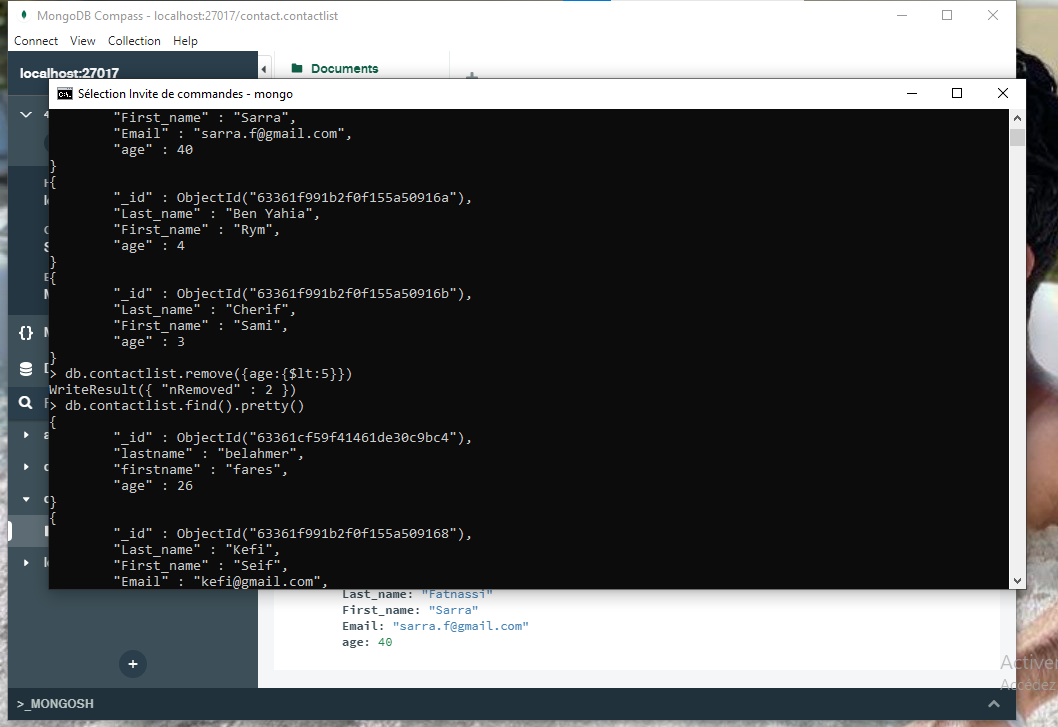 MongoDB Compass - localhost:27017/contact.contactlist
Connect View Collection Help
localhost:27017
Documents
Sélection Invite de commandes - mongo
"First_name" : "Sarra",
"Email" : "sarra.f@gmail.com",
"age" : 40
}
{
"_id" : ObjectId("63361f991b2f0f155a50916a"),
"Last_name" : "Ben Yahia",
"First_name" : "Rym",
"age" : 4
}
{
"_id" : ObjectId("63361f991b2f0f155a50916b"),
"Last_name" : "Cherif",
"First_name" : "Sami",
"age" : 3
}
> db.contactlist.remove({age:{$lt:5}})
WriteResult({ "nRemoved" : 2 })
> db.contactlist.find().pretty()
{
"_id" : ObjectId("63361cf59f41461de30c9bc4"),
"lastname" : "belahmer",
"firstname" : "fares",
"age" : 26
}
{
"_id" : ObjectId("63361f991b2f0f155a509168"),
"Last_name" : "Kefi",
"First_name" : "Seif",
"Email" : "kefi@gmail.com",
Last_name: "Fatnassi"
First_name: "Sarra"
Email: "sarra.f@gmail.com"
age: 40
Activer
Accédez
>_MONGOSH